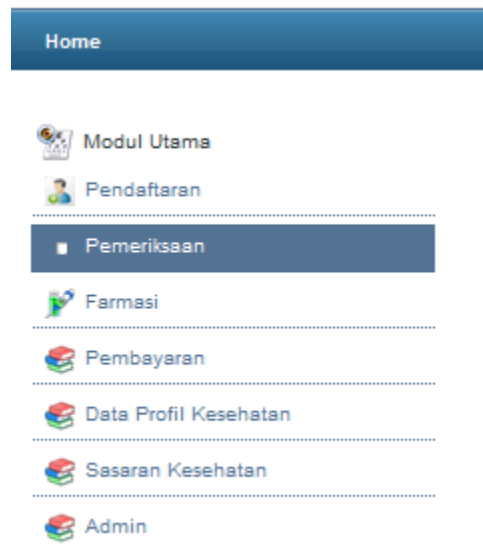 Home
Modul Utama
Pendaftaran
Pemeriksaan
Farmasi
Pembayaran
Data Profil Kesehatan
Sasaran Kesehatan
Admin